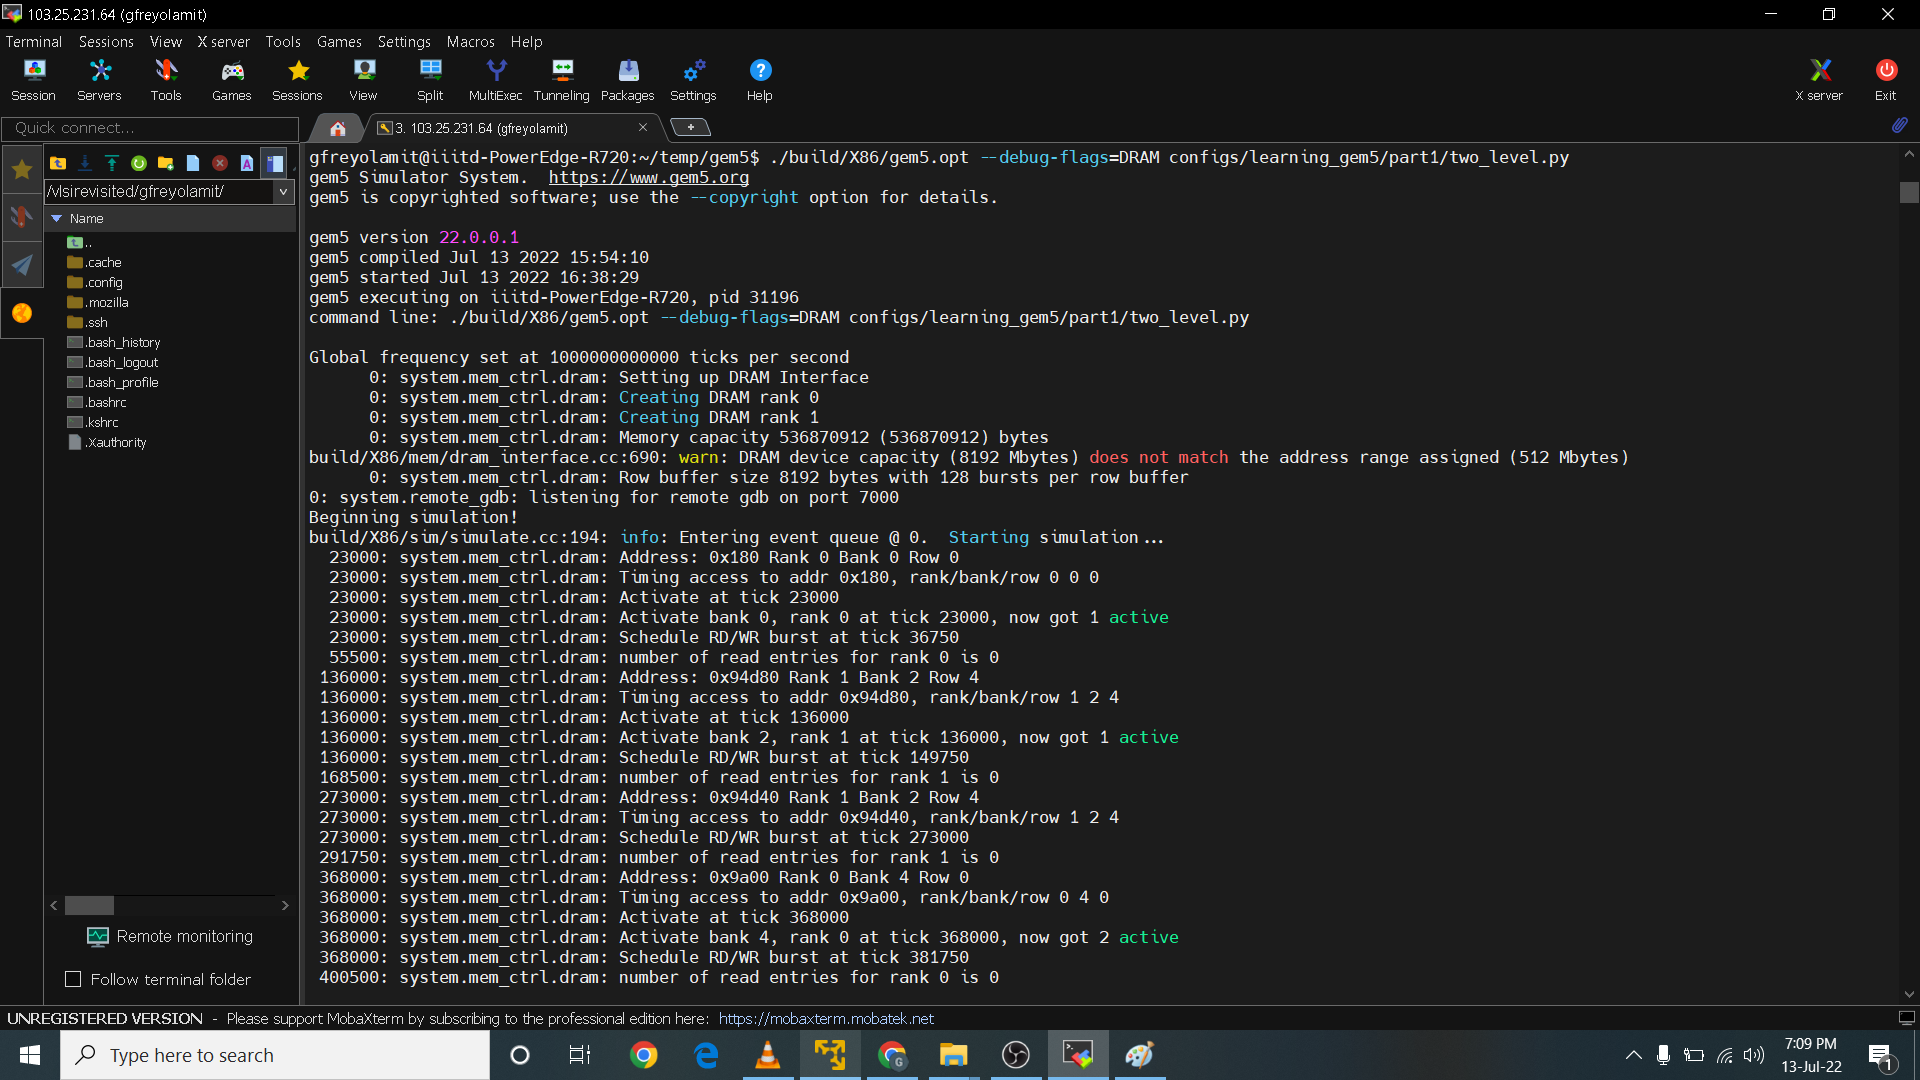 103.25.231.64 (gfreyolamit)
Terminal Sessions View X server Tools Games Settings Macros Help
Session Servers Tools Games Sessions View Split MultiExec Tunneling Packages Settings Help X server Exit
Quick connect...
3. 103.25.231.64 (gfreyolamit)
/vlsirevisited/gfreyolamit/
Name
..
.cache
.config
.mozilla
.ssh
.bash_history
.bash_logout
.bash_profile
.bashrc
.kshrc
.Xauthority
Remote monitoring
Follow terminal folder
gfreyolamit@iiitd-PowerEdge-R720:~/temp/gem5$ ./build/X86/gem5.opt --debug-flags=DRAM configs/learning_gem5/part1/two_level.py
gem5 Simulator System.  https://www.gem5.org
gem5 is copyrighted software; use the --copyright option for details.
gem5 version 22.0.0.1
gem5 compiled Jul 13 2022 15:54:10
gem5 started Jul 13 2022 16:38:29
gem5 executing on iiitd-PowerEdge-R720, pid 31196
command line: ./build/X86/gem5.opt --debug-flags=DRAM configs/learning_gem5/part1/two_level.py
Global frequency set at 1000000000000 ticks per second
0: system.mem_ctrl.dram: Setting up DRAM Interface
0: system.mem_ctrl.dram: Creating DRAM rank 0
0: system.mem_ctrl.dram: Creating DRAM rank 1
0: system.mem_ctrl.dram: Memory capacity 536870912 (536870912) bytes
build/X86/mem/dram_interface.cc:690: warn: DRAM device capacity (8192 Mbytes) does not match the address range assigned (512 Mbytes)
0: system.mem_ctrl.dram: Row buffer size 8192 bytes with 128 bursts per row buffer
0: system.remote_gdb: listening for remote gdb on port 7000
Beginning simulation!
build/X86/sim/simulate.cc:194: info: Entering event queue @ 0.  Starting simulation...
23000: system.mem_ctrl.dram: Address: 0x180 Rank 0 Bank 0 Row 0
23000: system.mem_ctrl.dram: Timing access to addr 0x180, rank/bank/row 0 0 0
23000: system.mem_ctrl.dram: Activate at tick 23000
23000: system.mem_ctrl.dram: Activate bank 0, rank 0 at tick 23000, now got 1 active
23000: system.mem_ctrl.dram: Schedule RD/WR burst at tick 36750
55500: system.mem_ctrl.dram: number of read entries for rank 0 is 0
136000: system.mem_ctrl.dram: Address: 0x94d80 Rank 1 Bank 2 Row 4
136000: system.mem_ctrl.dram: Timing access to addr 0x94d80, rank/bank/row 1 2 4
136000: system.mem_ctrl.dram: Activate at tick 136000
136000: system.mem_ctrl.dram: Activate bank 2, rank 1 at tick 136000, now got 1 active
136000: system.mem_ctrl.dram: Schedule RD/WR burst at tick 149750
168500: system.mem_ctrl.dram: number of read entries for rank 1 is 0
273000: system.mem_ctrl.dram: Address: 0x94d40 Rank 1 Bank 2 Row 4
273000: system.mem_ctrl.dram: Timing access to addr 0x94d40, rank/bank/row 1 2 4
273000: system.mem_ctrl.dram: Schedule RD/WR burst at tick 273000
291750: system.mem_ctrl.dram: number of read entries for rank 1 is 0
368000: system.mem_ctrl.dram: Address: 0x9a00 Rank 0 Bank 4 Row 0
368000: system.mem_ctrl.dram: Timing access to addr 0x9a00, rank/bank/row 0 4 0
368000: system.mem_ctrl.dram: Activate at tick 368000
368000: system.mem_ctrl.dram: Activate bank 4, rank 0 at tick 368000, now got 2 active
368000: system.mem_ctrl.dram: Schedule RD/WR burst at tick 381750
400500: system.mem_ctrl.dram: number of read entries for rank 0 is 0
UNREGISTERED VERSION - Please support MobaXterm by subscribing to the professional edition here: https://mobaxterm.mobatek.net
Type here to search
7:09 PM
13-Jul-22
1